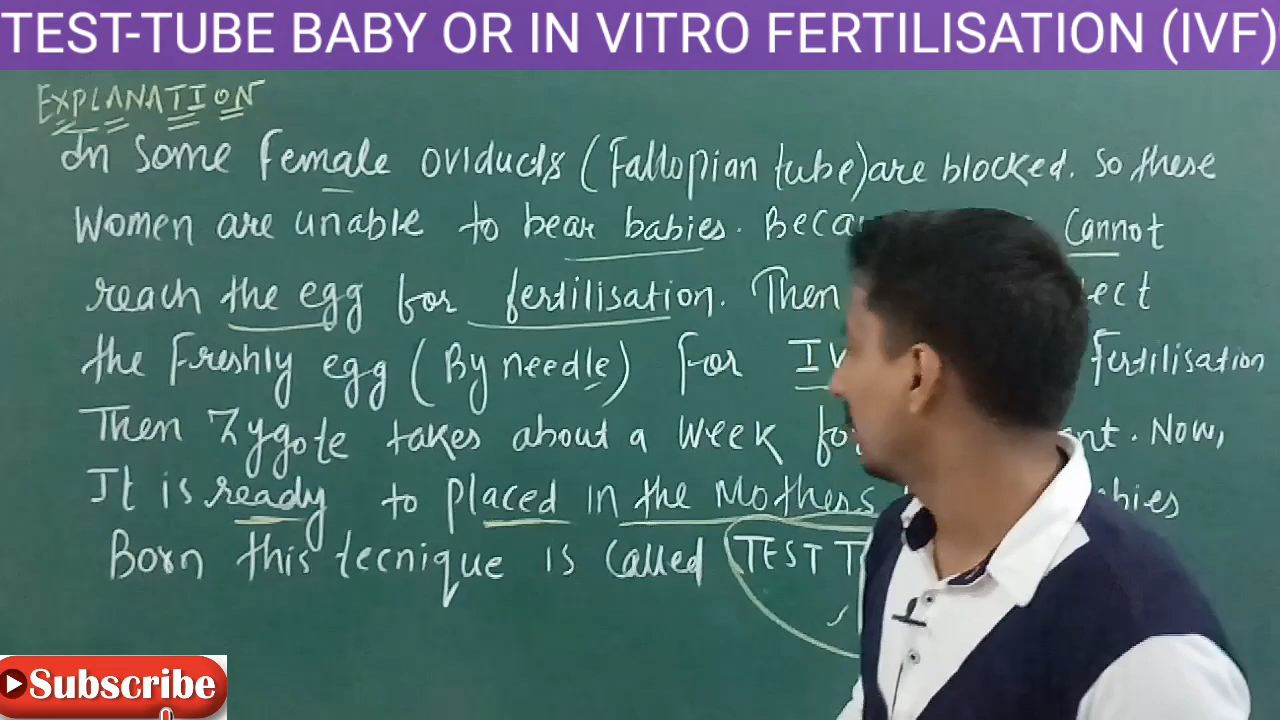 TEST-TUBE BABY OR IN VITRO FERTILISATION (IVF)
EXPLANATION
In Some Female oviducts (Fallopian tube) are blocked. So these
Women are unable to bear babies. Beca cannot
reach the egg for fertilisation. Then ect
the Freshly egg (By needle) For IV fertilisation
Then Zygote takes about a week fo nt. Now,
It is ready to placed in the Mothers bies
Born this tecnique is called TEST T
Subscribe